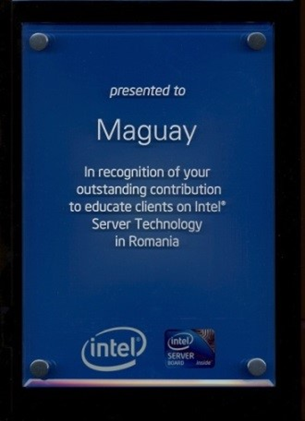 presented to
Maguay
In recognition of your
outstanding contribution
to educate clients on Intel®
Server Technology
in Romania
intel
intel
SERVER
BOARD inside